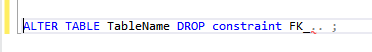 ALTER TABLE TableName DROP constraint FK_.. ;